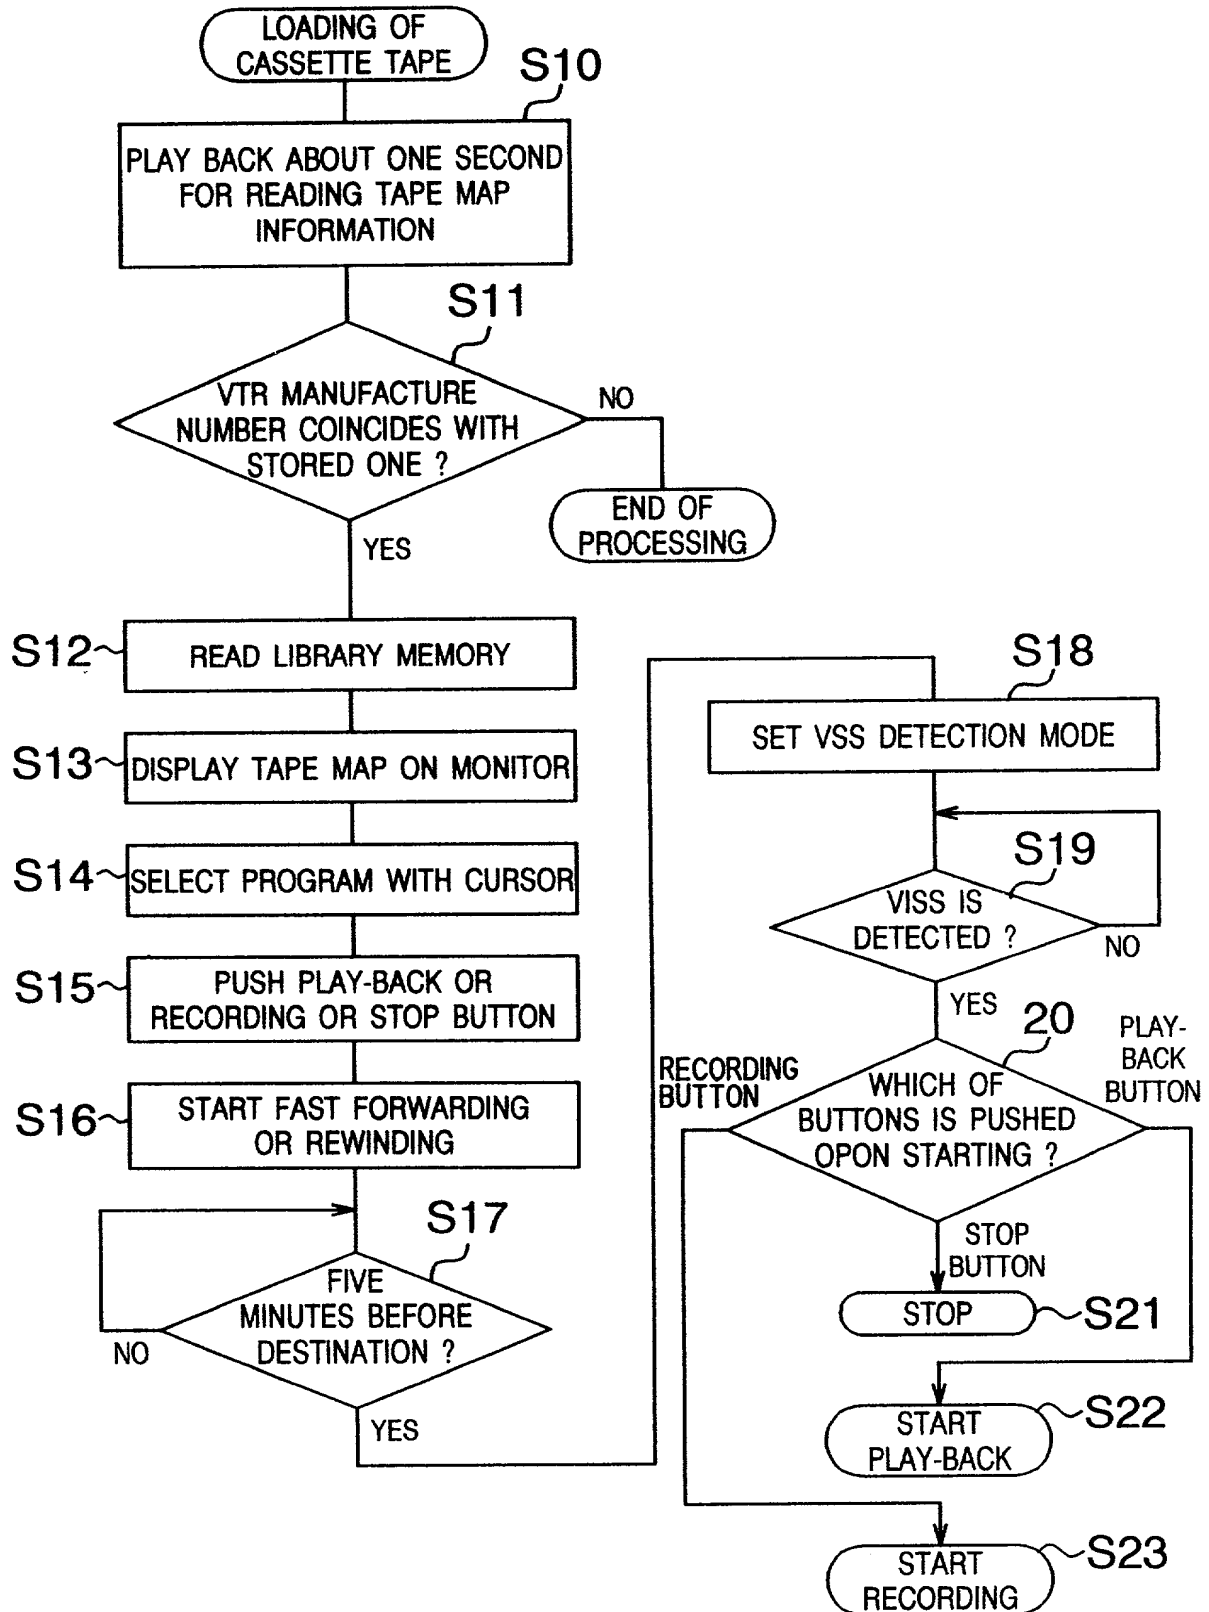 LOADING OF
CASSETTE TAPE
S10
PLAY BACK ABOUT ONE SECOND
FOR READING TAPE MAP
INFORMATION
S11
VTR MANUFACTURE
NUMBER COINCIDES WITH
STORED ONE ?
NO
END OF
PROCESSING
YES
S12
READ LIBRARY MEMORY
S13
DISPLAY TAPE MAP ON MONITOR
S14
SELECT PROGRAM WITH CURSOR
S15
PUSH PLAY-BACK OR
RECORDING OR STOP BUTTON
S16
START FAST FORWARDING
OR REWINDING
S17
FIVE
MINUTES BEFORE
DESTINATION ?
NO
YES
S18
SET VSS DETECTION MODE
S19
VISS IS
DETECTED ?
NO
YES
20
RECORDING
BUTTON
PLAY-
BACK
BUTTON
WHICH OF
BUTTONS IS PUSHED
OPON STARTING ?
STOP
BUTTON
STOP
S21
START
PLAY-BACK
S22
START
RECORDING
S23